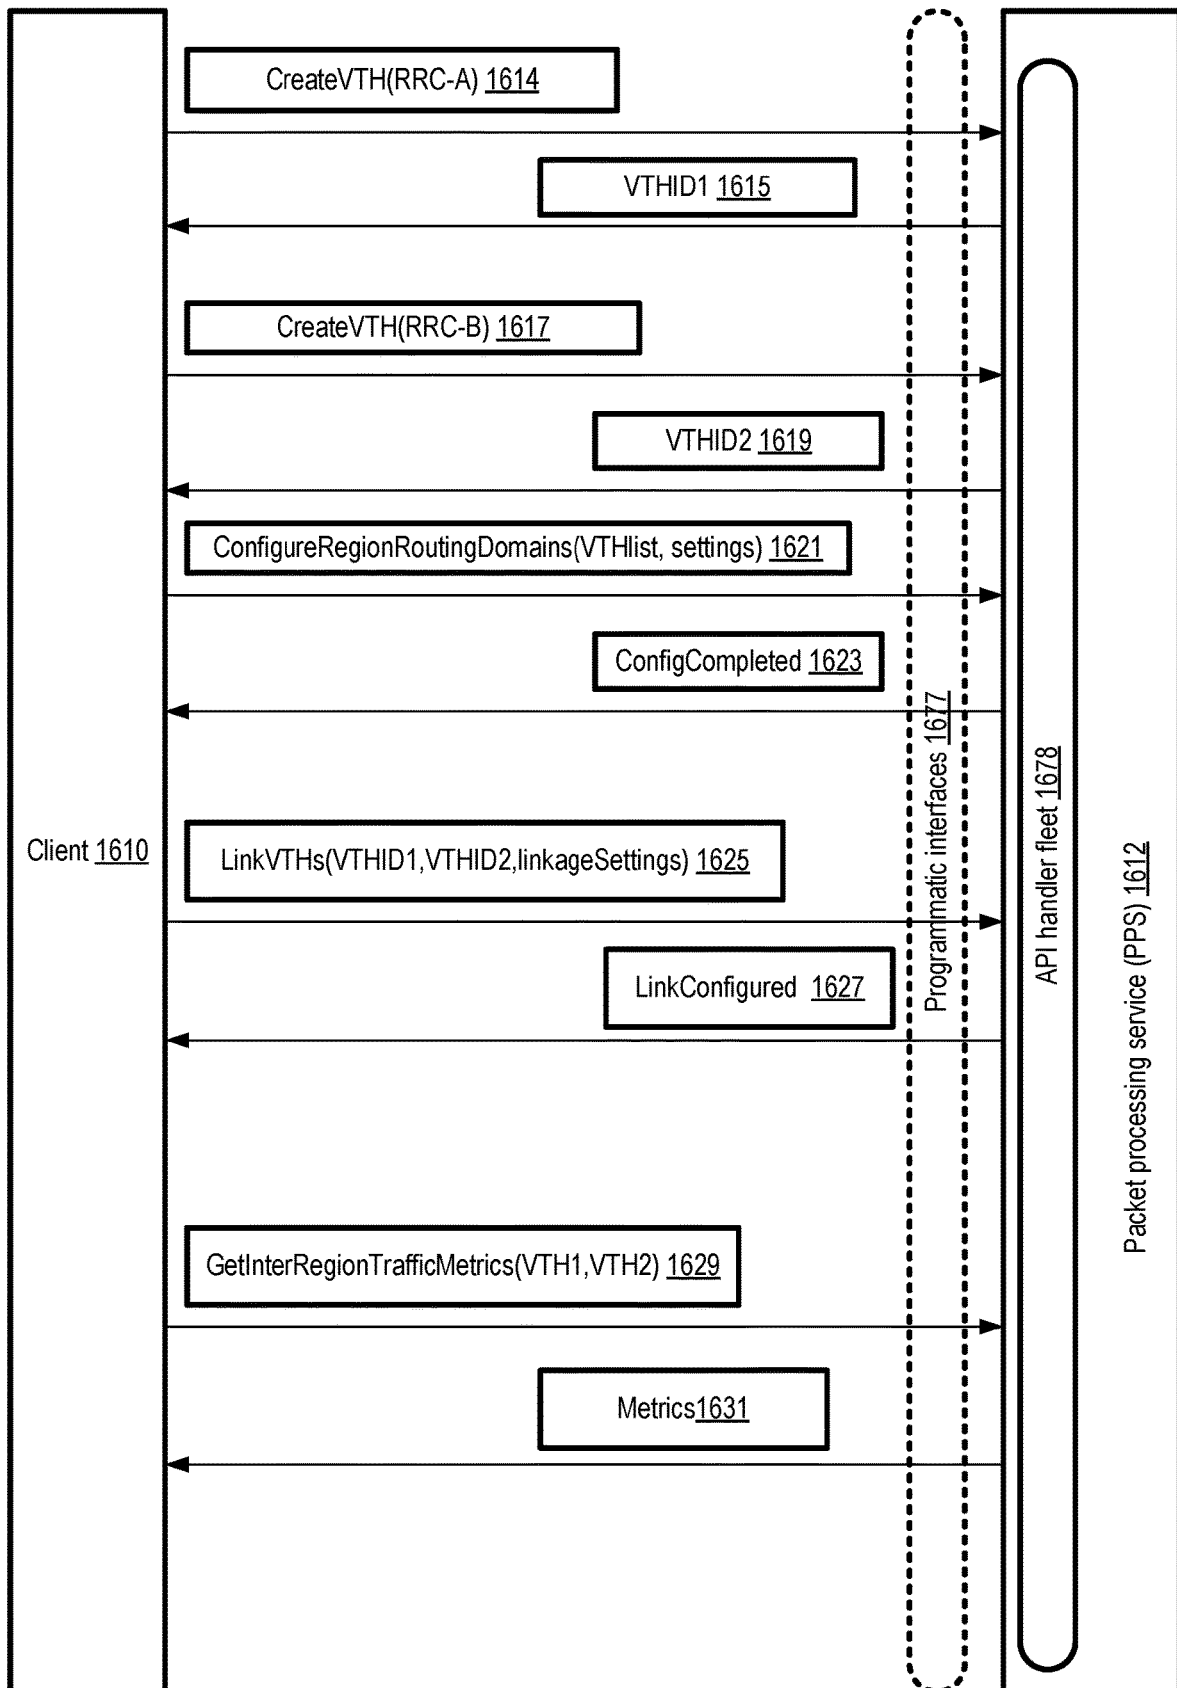 CreateVTH(RRC-A) 1614
VTHID1 1615
CreateVTH(RRC-B) 1617
VTHID2 1619
ConfigureRegionRoutingDomains(VTHlist, settings) 1621
ConfigCompleted 1623
Client 1610
LinkVTHs(VTHID1,VTHID2,linkageSettings) 1625
LinkConfigured 1627
GetInterRegionTrafficMetrics(VTH1,VTH2) 1629
Metrics1631
Programmatic interfaces 1677
API handler fleet 1678
Packet processing service (PPS) 1612